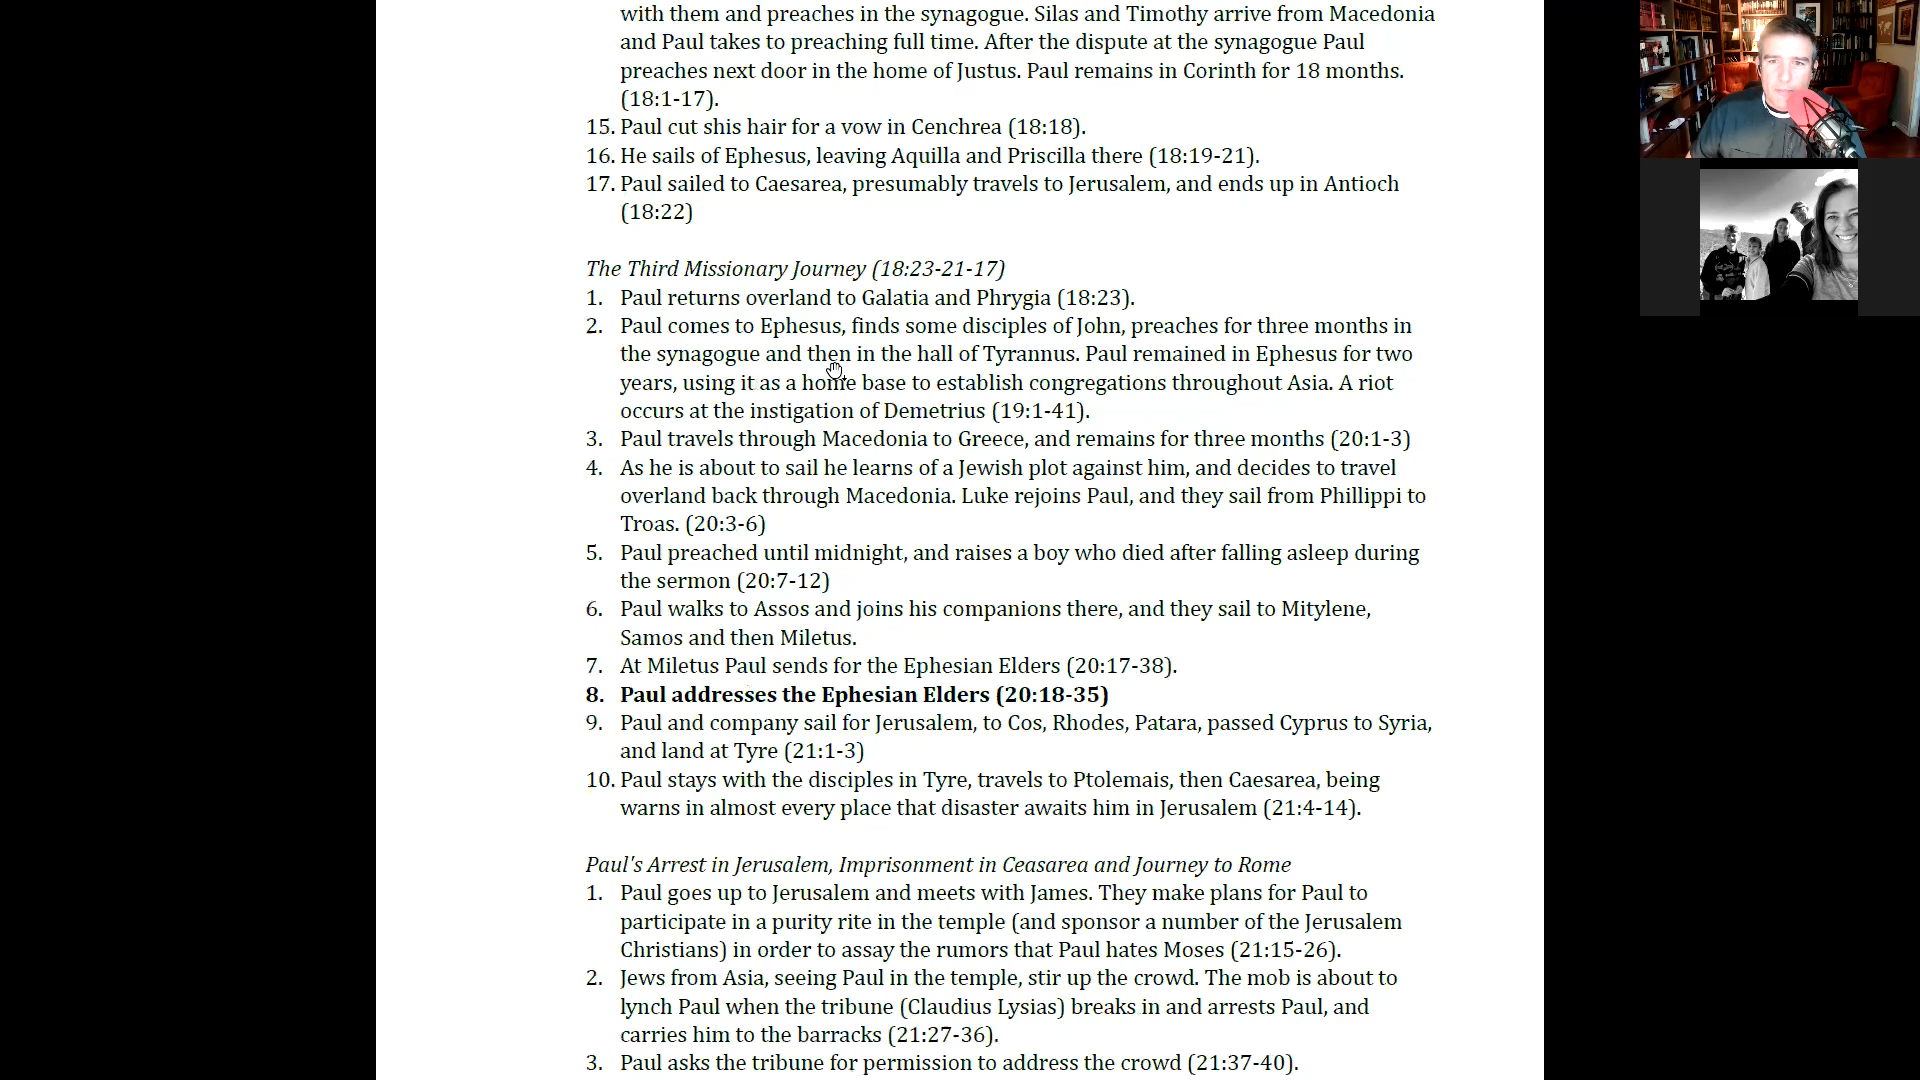 with them and preaches in the synagogue. Silas and Timothy arrive from Macedonia
and Paul takes to preaching full time. After the dispute at the synagogue Paul
preaches next door in the home of Justus. Paul remains in Corinth for 18 months.
(18:1-17).
15. Paul cut shis hair for a vow in Cenchrea (18:18).
16. He sails of Ephesus, leaving Aquilla and Priscilla there (18:19-21).
17. Paul sailed to Caesarea, presumably travels to Jerusalem, and ends up in Antioch
(18:22)
The Third Missionary Journey (18:23-21-17)
1. Paul returns overland to Galatia and Phrygia (18:23).
2. Paul comes to Ephesus, finds some disciples of John, preaches for three months in
the synagogue and then in the hall of Tyrannus. Paul remained in Ephesus for two
years, using it as a home base to establish congregations throughout Asia. A riot
occurs at the instigation of Demetrius (19:1-41).
3. Paul travels through Macedonia to Greece, and remains for three months (20:1-3)
4. As he is about to sail he learns of a Jewish plot against him, and decides to travel
overland back through Macedonia. Luke rejoins Paul, and they sail from Phillippi to
Troas. (20:3-6)
5. Paul preached until midnight, and raises a boy who died after falling asleep during
the sermon (20:7-12)
6. Paul walks to Assos and joins his companions there, and they sail to Mitylene,
Samos and then Miletus.
7. At Miletus Paul sends for the Ephesian Elders (20:17-38).
8. Paul addresses the Ephesian Elders (20:18-35)
9. Paul and company sail for Jerusalem, to Cos, Rhodes, Patara, passed Cyprus to Syria,
and land at Tyre (21:1-3)
10. Paul stays with the disciples in Tyre, travels to Ptolemais, then Caesarea, being
warns in almost every place that disaster awaits him in Jerusalem (21:4-14).
Paul's Arrest in Jerusalem, Imprisonment in Ceasarea and Journey to Rome
1. Paul goes up to Jerusalem and meets with James. They make plans for Paul to
participate in a purity rite in the temple (and sponsor a number of the Jerusalem
Christians) in order to assay the rumors that Paul hates Moses (21:15-26).
2. Jews from Asia, seeing Paul in the temple, stir up the crowd. The mob is about to
lynch Paul when the tribune (Claudius Lysias) breaks in and arrests Paul, and
carries him to the barracks (21:27-36).
3. Paul asks the tribune for permission to address the crowd (21:37-40).